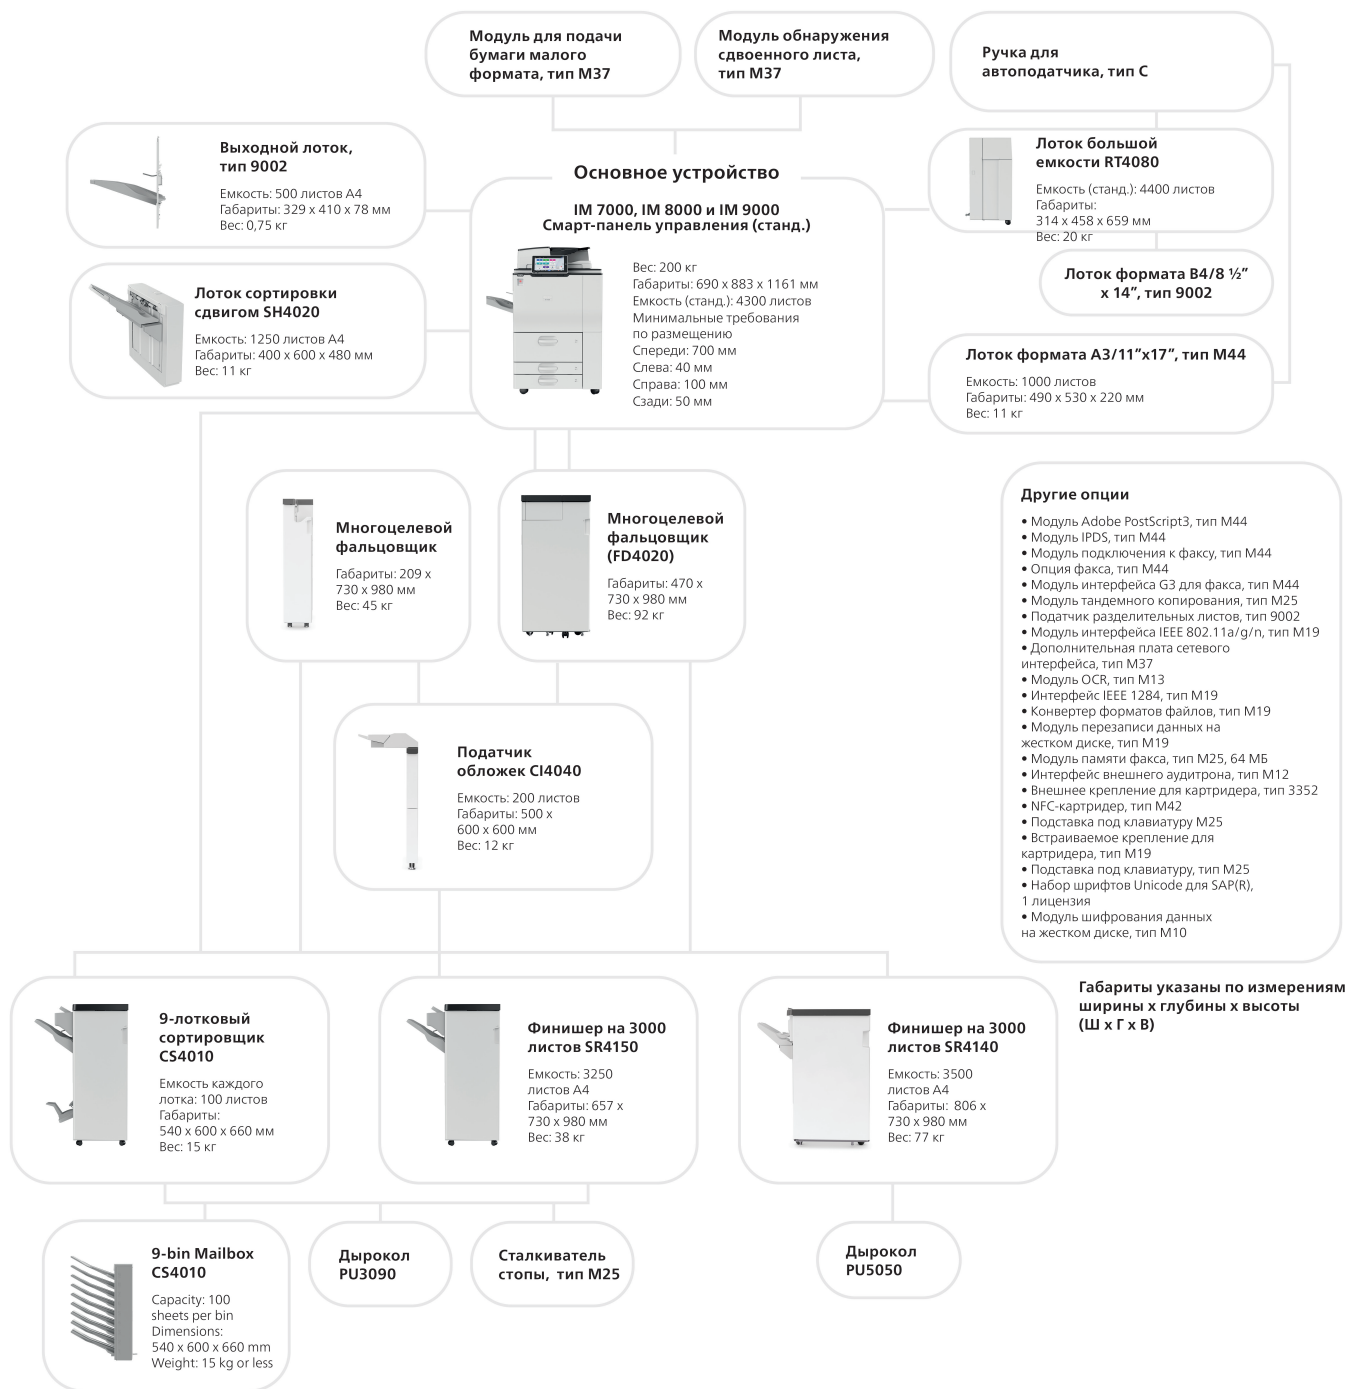 Модуль для подачи
бумаги малого
формата, тип M37
Модуль обнаружения
сдвоенного листа,
тип M37
Ручка для
автоподатчика, тип C
Выходной лоток,
тип 9002
Емкость: 500 листов A4
Габариты: 329 x 410 x 78 мм
Вес: 0,75 кг
Лоток сортировки
сдвигом SH4020
Емкость: 1250 листов A4
Габариты: 400 x 600 x 480 мм
Вес: 11 кг
Основное устройство
IM 7000, IM 8000 и IM 9000
Смарт-панель управления (станд.)
Вес: 200 кг
Габариты: 690 x 883 x 1161 мм
Емкость (станд.): 4300 листов
Минимальные требования
по размещению
Спереди: 700 мм
Слева: 40 мм
Справа: 100 мм
Сзади: 50 мм
Лоток большой
емкости RT4080
Емкость (станд.): 4400 листов
Габариты:
314 x 458 x 659 мм
Вес: 20 кг
Лоток формата B4/8 ½”
x 14”, тип 9002
Лоток формата A3/11”x17”, тип M44
Емкость: 1000 листов
Габариты: 490 x 530 x 220 мм
Вес: 11 кг
Многоцелевой
фальцовщик
Габариты: 209 x
730 x 980 мм
Вес: 45 кг
Многоцелевой
фальцовщик
(FD4020)
Габариты: 470 x
730 x 980 мм
Вес: 92 кг
Податчик
обложек CI4040
Емкость: 200 листов
Габариты: 500 x
600 x 600 мм
Вес: 12 кг
Другие опции
• Модуль Adobe PostScript3, тип M44
• Модуль IPDS, тип M44
• Модуль подключения к факсу, тип M44
• Опция факса, тип M44
• Модуль интерфейса G3 для факса, тип M44
• Модуль тандемного копирования, тип M25
• Податчик разделительных листов, тип 9002
• Модуль интерфейса IEEE 802.11a/g/n, тип M19
• Дополнительная плата сетевого
интерфейса, тип M37
• Модуль OCR, тип M13
• Интерфейс IEEE 1284, тип M19
• Конвертер форматов файлов, тип M19
• Модуль перезаписи данных на
жестком диске, тип M19
• Модуль памяти факса, тип M25, 64 МБ
• Интерфейс внешнего аудитрона, тип M12
• Внешнее крепление для картридера, тип 3352
• NFC-картридер, тип M42
• Подставка под клавиатуру M25
• Встраиваемое крепление для
картридера, тип M19
• Подставка под клавиатуру, тип M25
• Набор шрифтов Unicode для SAP(R),
1 лицензия
• Модуль шифрования данных
на жестком диске, тип M10
Габариты указаны по измерениям
ширины x глубины x высоты
(Ш x Г x В)
9-лотковый
сортировщик
CS4010
Емкость каждого
лотка: 100 листов
Габариты:
540 x 600 x 660 мм
Вес: 15 кг
Финишер на 3000
листов SR4150
Емкость: 3250
листов A4
Габариты: 657 x
730 x 980 мм
Вес: 38 кг
Финишер на 3000
листов SR4140
Емкость: 3500
листов A4
Габариты: 806 x
730 x 980 мм
Вес: 77 кг
9-bin Mailbox
CS4010
Capacity: 100
sheets per bin
Dimensions:
540 x 600 x 660 mm
Weight: 15 kg or less
Дырокол
PU3090
Сталкиватель
стопы, тип M25
Дырокол
PU5050